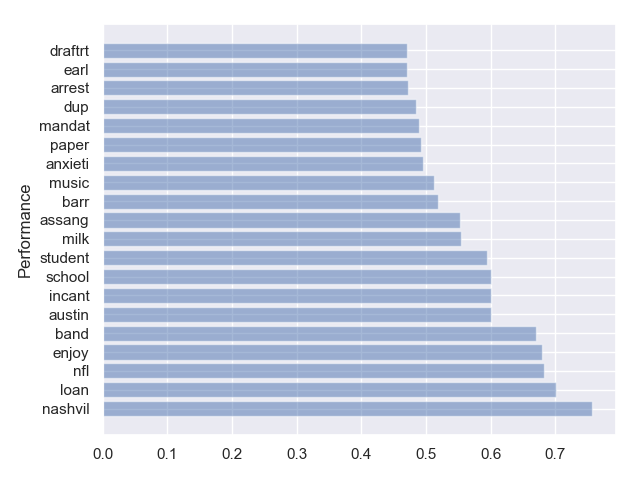 draftrt
earl
arrest
dup
mandat
paper
anxieti
music
barr
assang
milk
student
school
incant
austin
band
enjoy
nfl
loan
nashvil
Performance
0.0 0.1 0.2 0.3 0.4 0.5 0.6 0.7